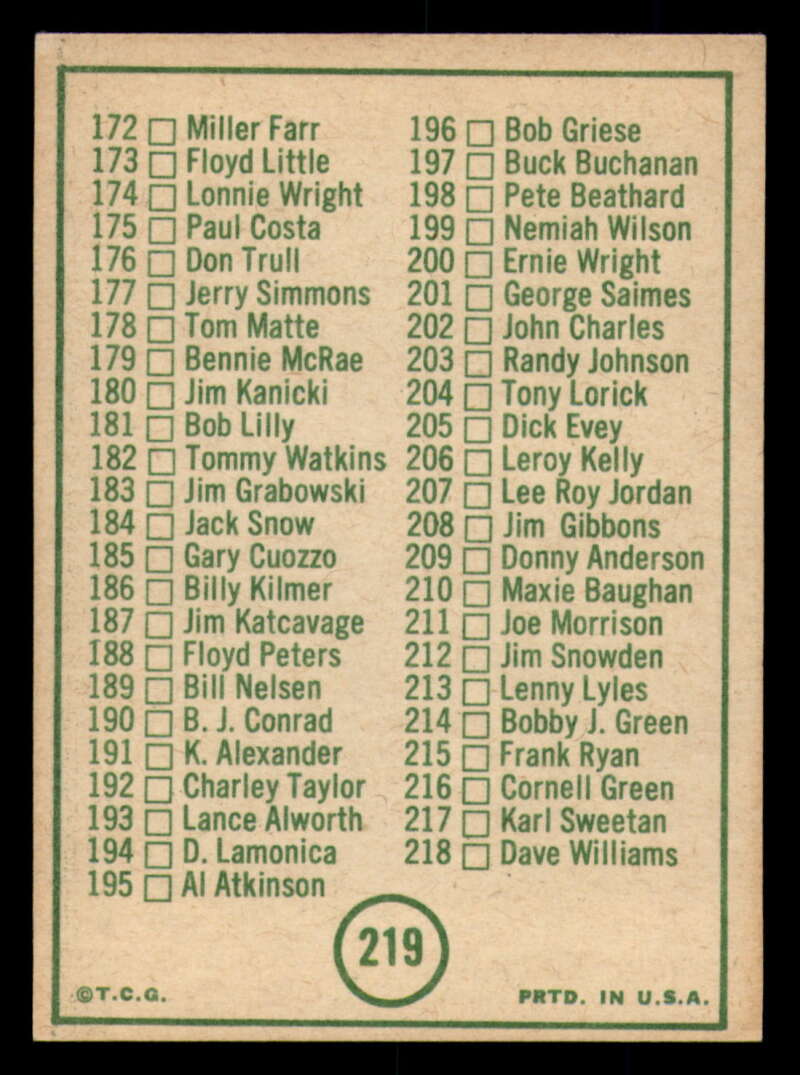 172 □ Miller Farr
173 □ Floyd Little
174 □ Lonnie Wright
175 □ Paul Costa
176 □ Don Trull
177 □ Jerry Simmons
178 □ Tom Matte
179 □ Bennie McRae
180 □ Jim Kanicki
181 □ Bob Lilly
182 □ Tommy Watkins
183 □ Jim Grabowski
184 □ Jack Snow
185 □ Gary Cuozzo
186 □ Billy Kilmer
187 □ Jim Katcavage
188 □ Floyd Peters
189 □ Bill Nelsen
190 □ B. J. Conrad
191 □ K. Alexander
192 □ Charley Taylor
193 □ Lance Alworth
194 □ D. Lamonica
195 □ Al Atkinson
196 □ Bob Griese
197 □ Buck Buchanan
198 □ Pete Beathard
199 □ Nemiah Wilson
200 □ Ernie Wright
201 □ George Saimes
202 □ John Charles
203 □ Randy Johnson
204 □ Tony Lorick
205 □ Dick Evey
206 □ Leroy Kelly
207 □ Lee Roy Jordan
208 □ Jim Gibbons
209 □ Donny Anderson
210 □ Maxie Baughan
211 □ Joe Morrison
212 □ Jim Snowden
213 □ Lenny Lyles
214 □ Bobby J. Green
215 □ Frank Ryan
216 □ Cornell Green
217 □ Karl Sweetan
218 □ Dave Williams
219
©T.C.G.
PRTD. IN U.S.A.